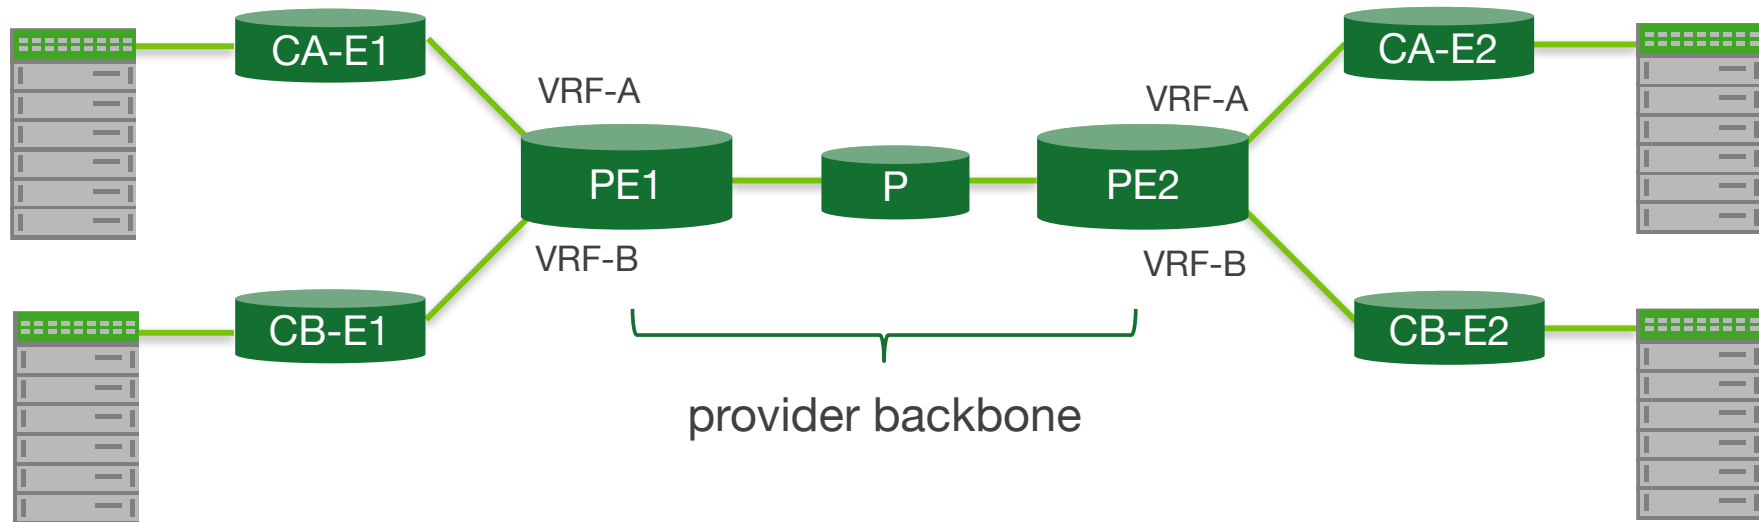 CA-E1
CA-E2
VRF-A
VRF-A
PE1
P
PE2
VRF-B
VRF-B
CB-E1
CB-E2
provider backbone